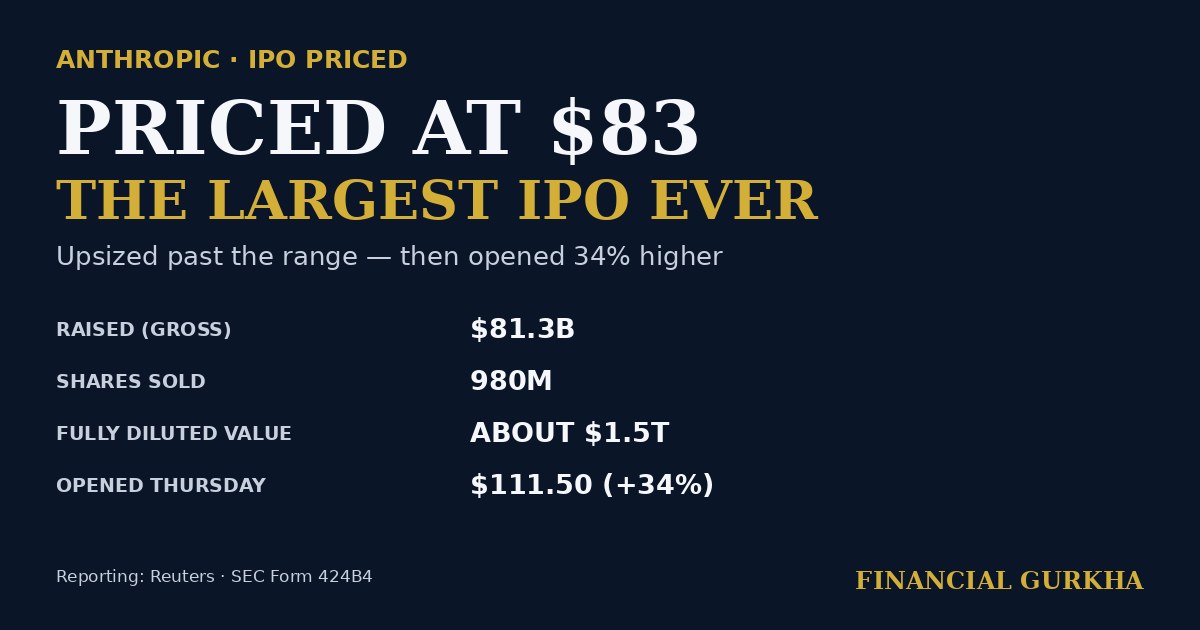 ANTHROPIC · IPO PRICED
PRICED AT $83
THE LARGEST IPO EVER
Upsized past the range — then opened 34% higher
RAISED (GROSS) $81.3B
SHARES SOLD 980M
FULLY DILUTED VALUE ABOUT $1.5T
OPENED THURSDAY $111.50 (+34%)
Reporting: Reuters · SEC Form 424B4
FINANCIAL GURKHA